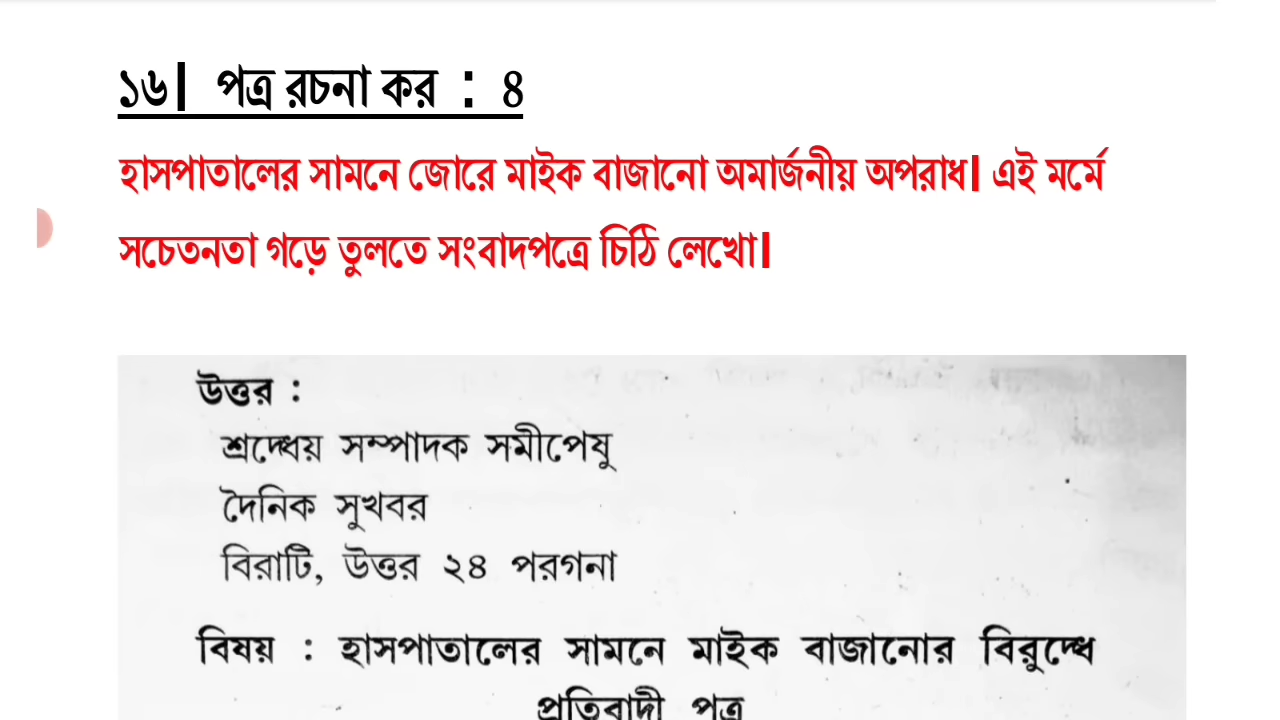 ১৬। পত্র রচনা কর : 8
হাসপাতালের সামনে জোরে মাইক বাজানো অমার্জনীয় অপরাধ। এই মর্মে
সচেতনতা গড়ে তুলতে সংবাদপত্রে চিঠি লেখো।
উত্তর :
শ্রদ্ধেয় সম্পাদক সমীপেষু
দৈনিক সুখবর
বিরাটি, উত্তর ২৪ পরগনা
বিষয় : হাসপাতালের সামনে মাইক বাজানোর বিরুদ্ধে
প্রতিবাদী পত্র